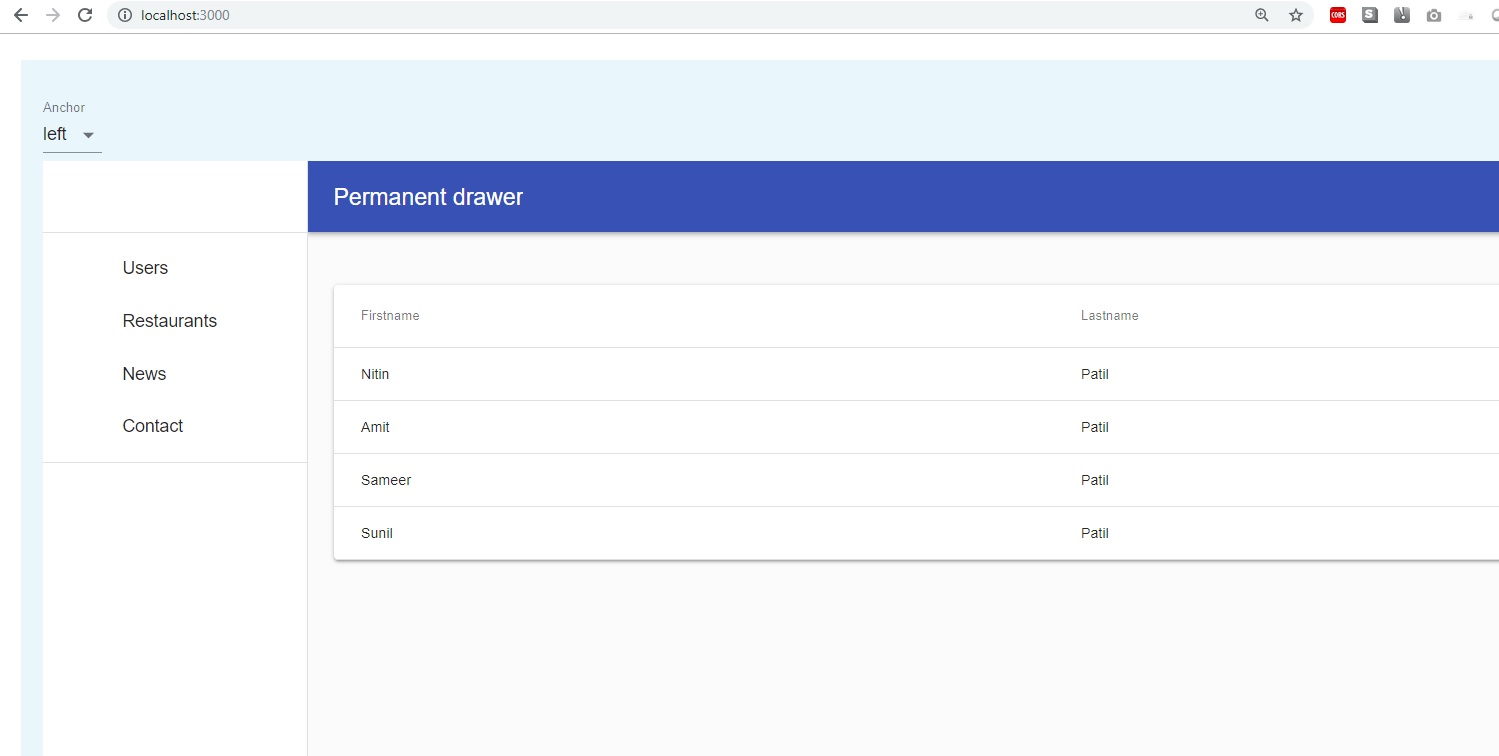 localhost:3000
CORS
S
Anchor
left
Permanent drawer
Users
Restaurants
News
Contact
Firstname Lastname
Nitin Patil
Amit Patil
Sameer Patil
Sunil Patil